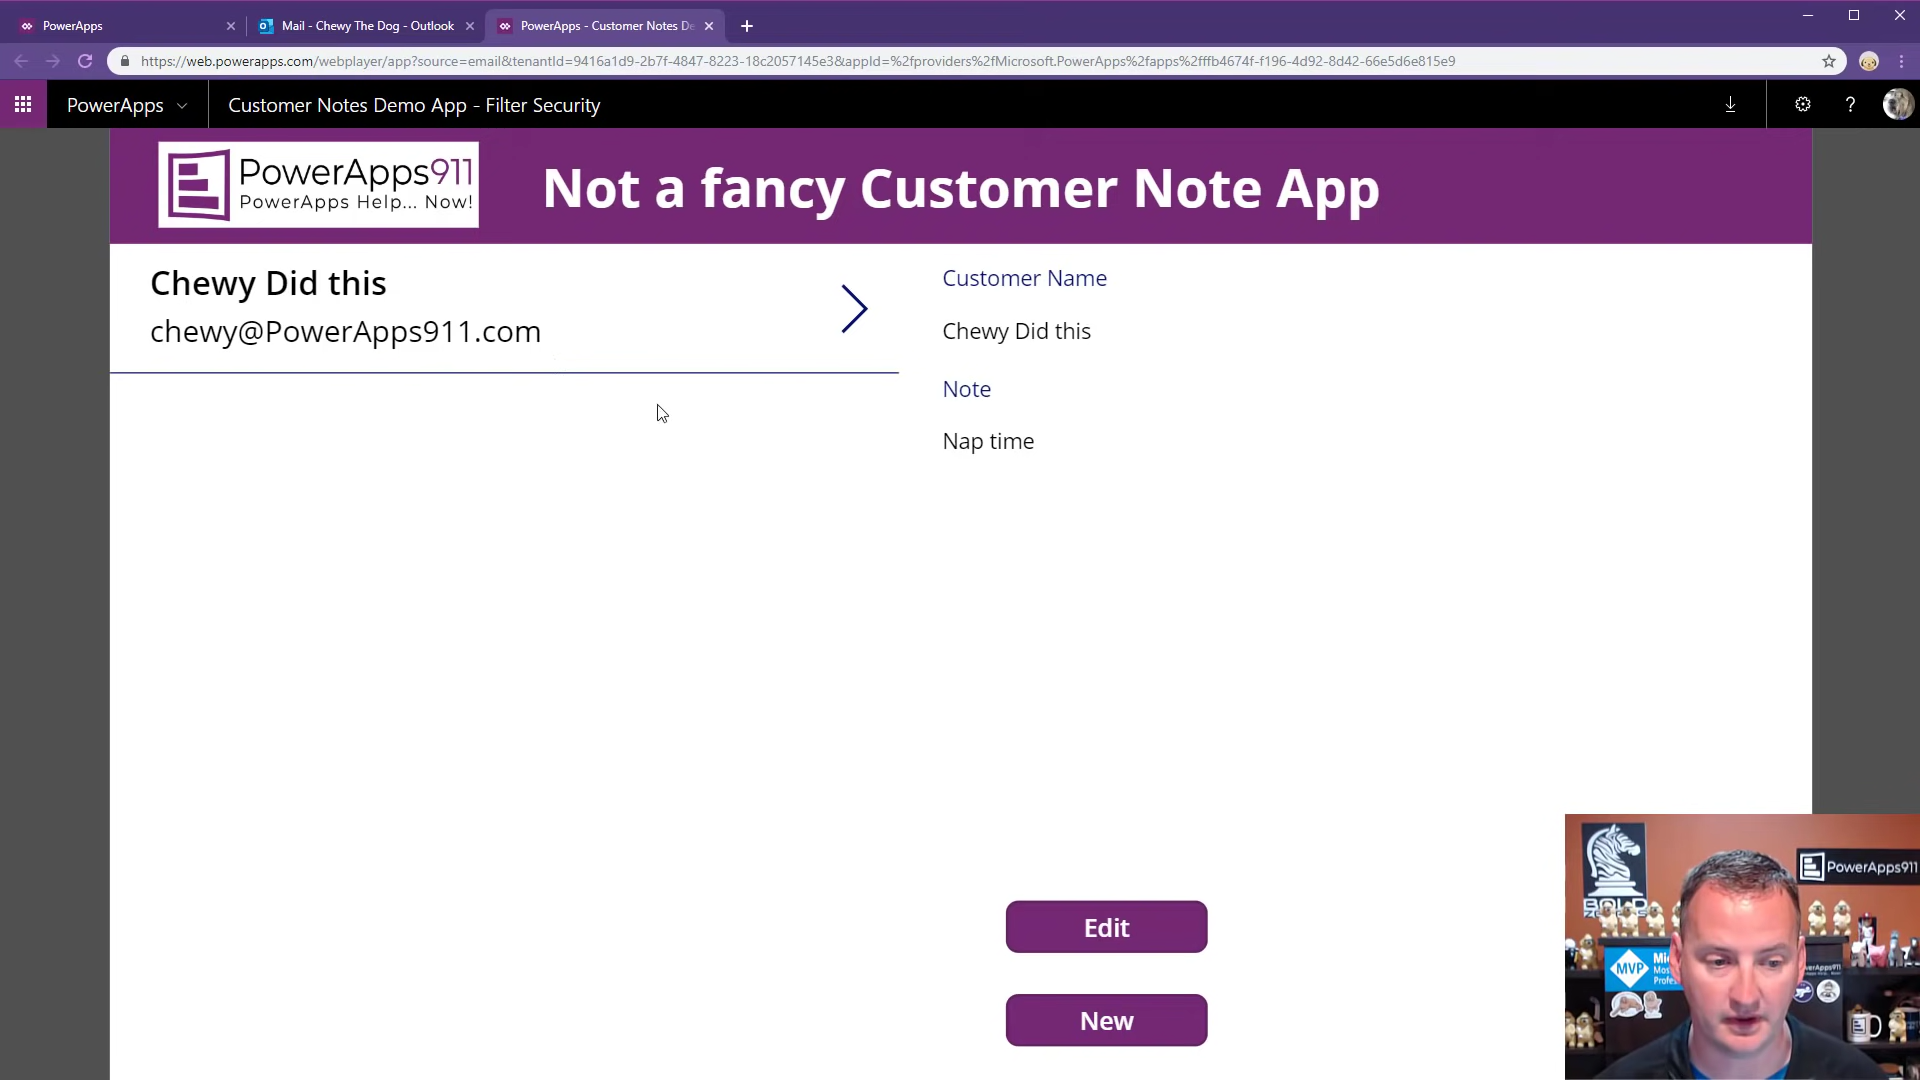 PowerApps
Mail - Chewy The Dog - Outlook
PowerApps - Customer Notes De
https://web.powerapps.com/webplayer/app?source=email&tenantId=9416a1d9-2b7f-4847-8223-18c2057145e3&appId=%2fproviders%2fMicrosoft.PowerApps%2fapps%2fffb4674f-f196-4d92-8d42-66e5d6e815e9
PowerApps
Customer Notes Demo App - Filter Security
?
PowerApps911
PowerApps Help... Now!
Not a fancy Customer Note App
Chewy Did this
chewy@PowerApps911.com
Customer Name
Chewy Did this
Note
Nap time
Edit
New
PowerApps911
BOLD
MVP